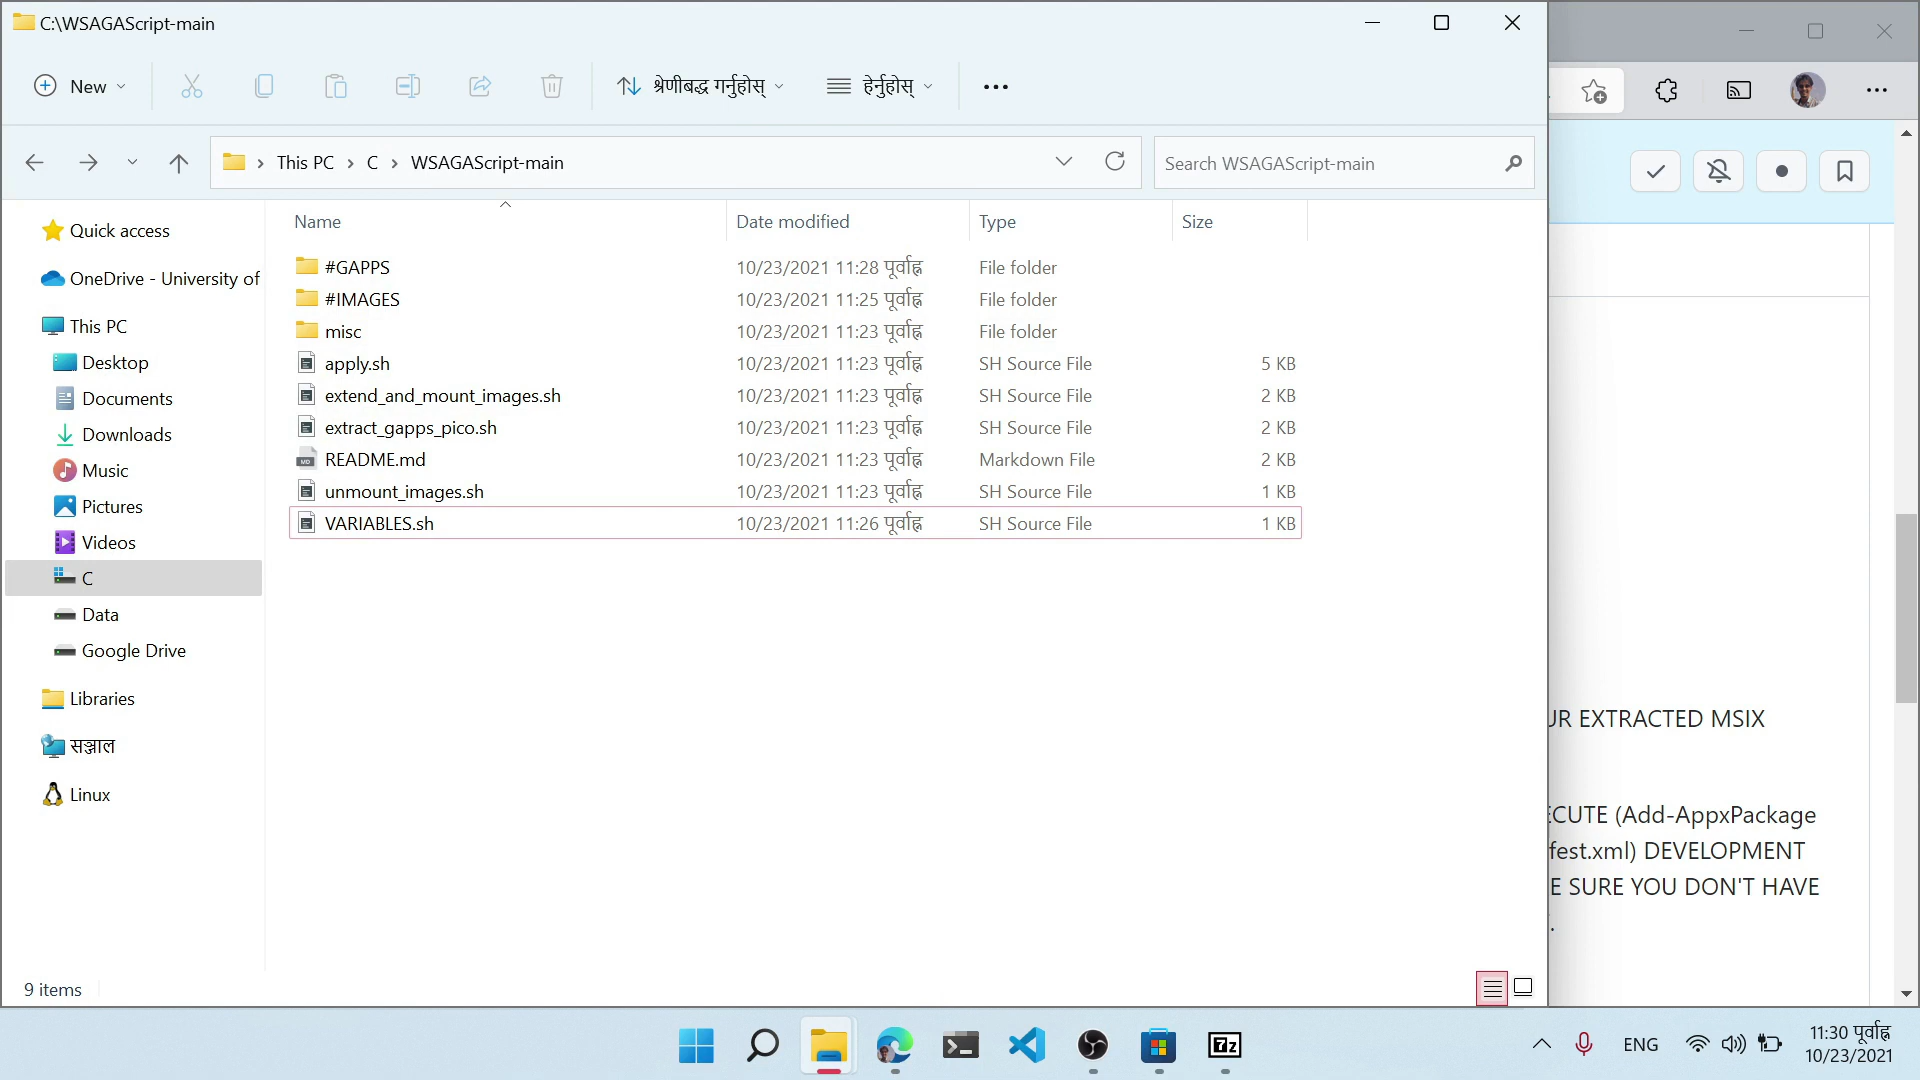 C:\WSAGAScript-main
New
श्रेणीबद्ध गर्नुहोस्
हेर्नुहोस्
This PC
C
WSAGAScript-main
Search WSAGAScript-main
Name
Date modified
Type
Size
#GAPPS 10/23/2021 11:28 पूर्वाह्न File folder
#IMAGES 10/23/2021 11:25 पूर्वाह्न File folder
misc 10/23/2021 11:23 पूर्वाह्न File folder
apply.sh 10/23/2021 11:23 पूर्वाह्न SH Source File 5 KB
extend_and_mount_images.sh 10/23/2021 11:23 पूर्वाह्न SH Source File 2 KB
extract_gapps_pico.sh 10/23/2021 11:23 पूर्वाह्न SH Source File 2 KB
README.md 10/23/2021 11:23 पूर्वाह्न Markdown File 2 KB
unmount_images.sh 10/23/2021 11:23 पूर्वाह्न SH Source File 1 KB
VARIABLES.sh 10/23/2021 11:26 पूर्वाह्न SH Source File 1 KB
Quick access
OneDrive - University of
This PC
Desktop
Documents
Downloads
Music
Pictures
Videos
C
Data
Google Drive
Libraries
सञ्जाल
Linux
9 items
UR EXTRACTED MSIX
ECUTE (Add-AppxPackage
fest.xml) DEVELOPMENT
E SURE YOU DON'T HAVE
7z
ENG
11:30 पूर्वाह्न
10/23/2021